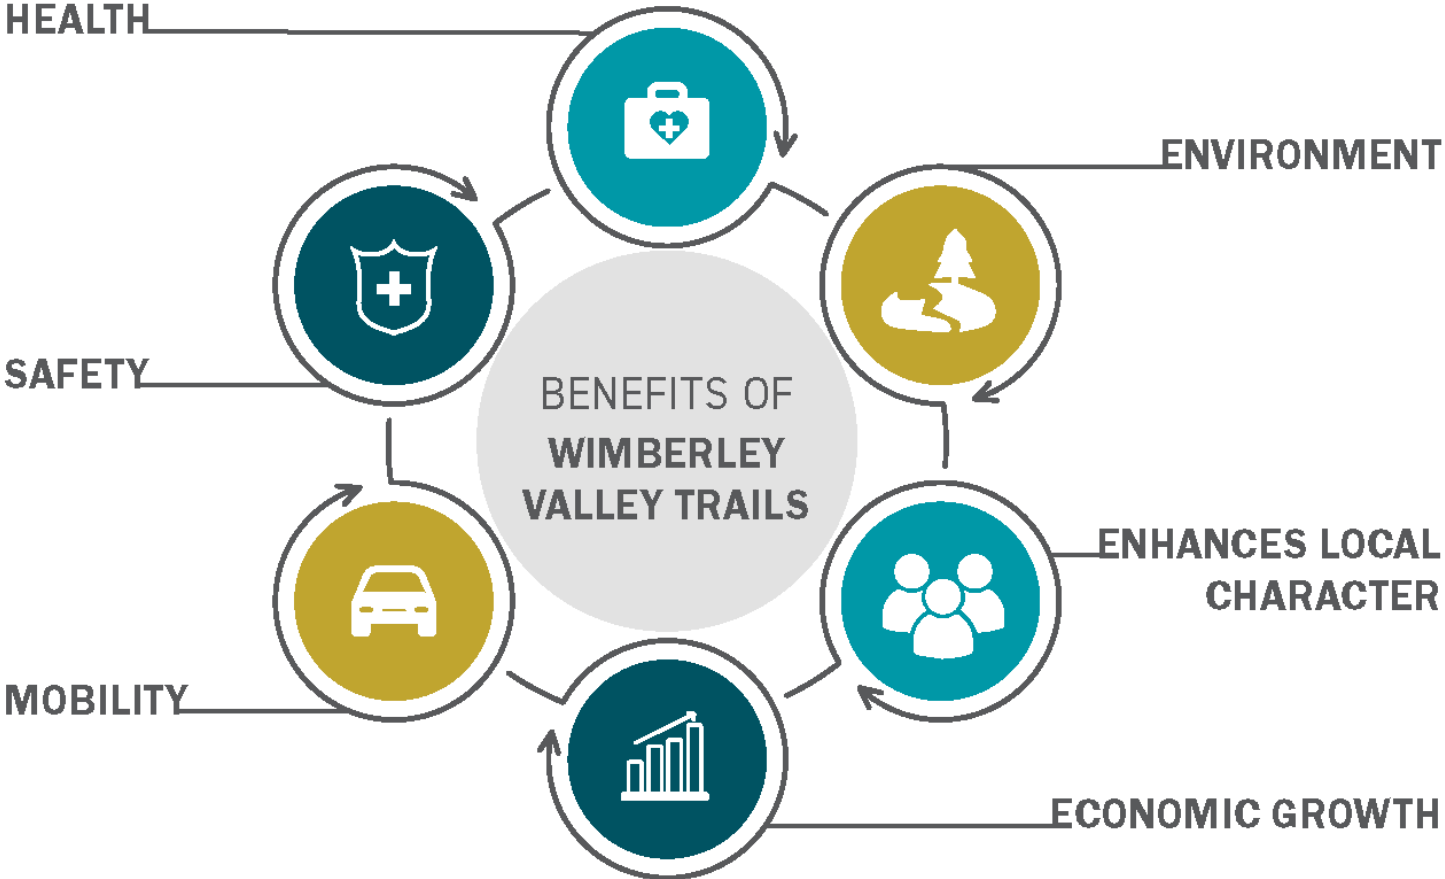 HEALTH
ENVIRONMENT
SAFETY
BENEFITS OF
WIMBERLEY
VALLEY TRAILS
ENHANCES LOCAL
CHARACTER
MOBILITY
ECONOMIC GROWTH